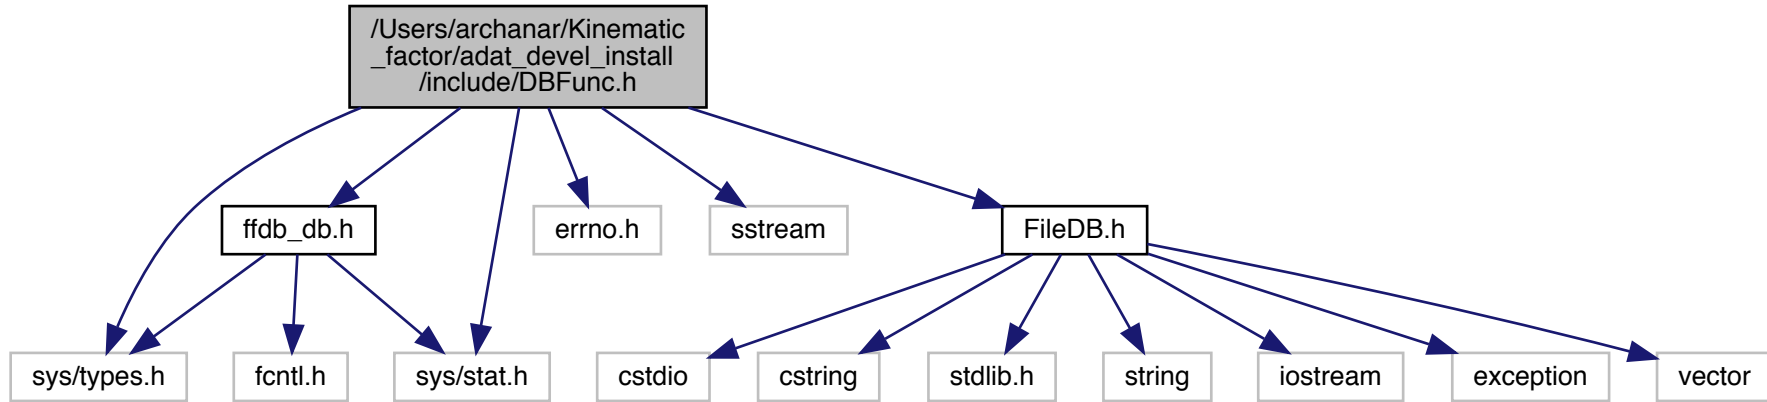 /Users/archanar/Kinematic
_factor/adat_devel_install
/include/DBFunc.h
ffdb_db.h
errno.h
sstream
FileDB.h
sys/types.h
fcntl.h
sys/stat.h
cstdio
cstring
stdlib.h
string
iostream
exception
vector